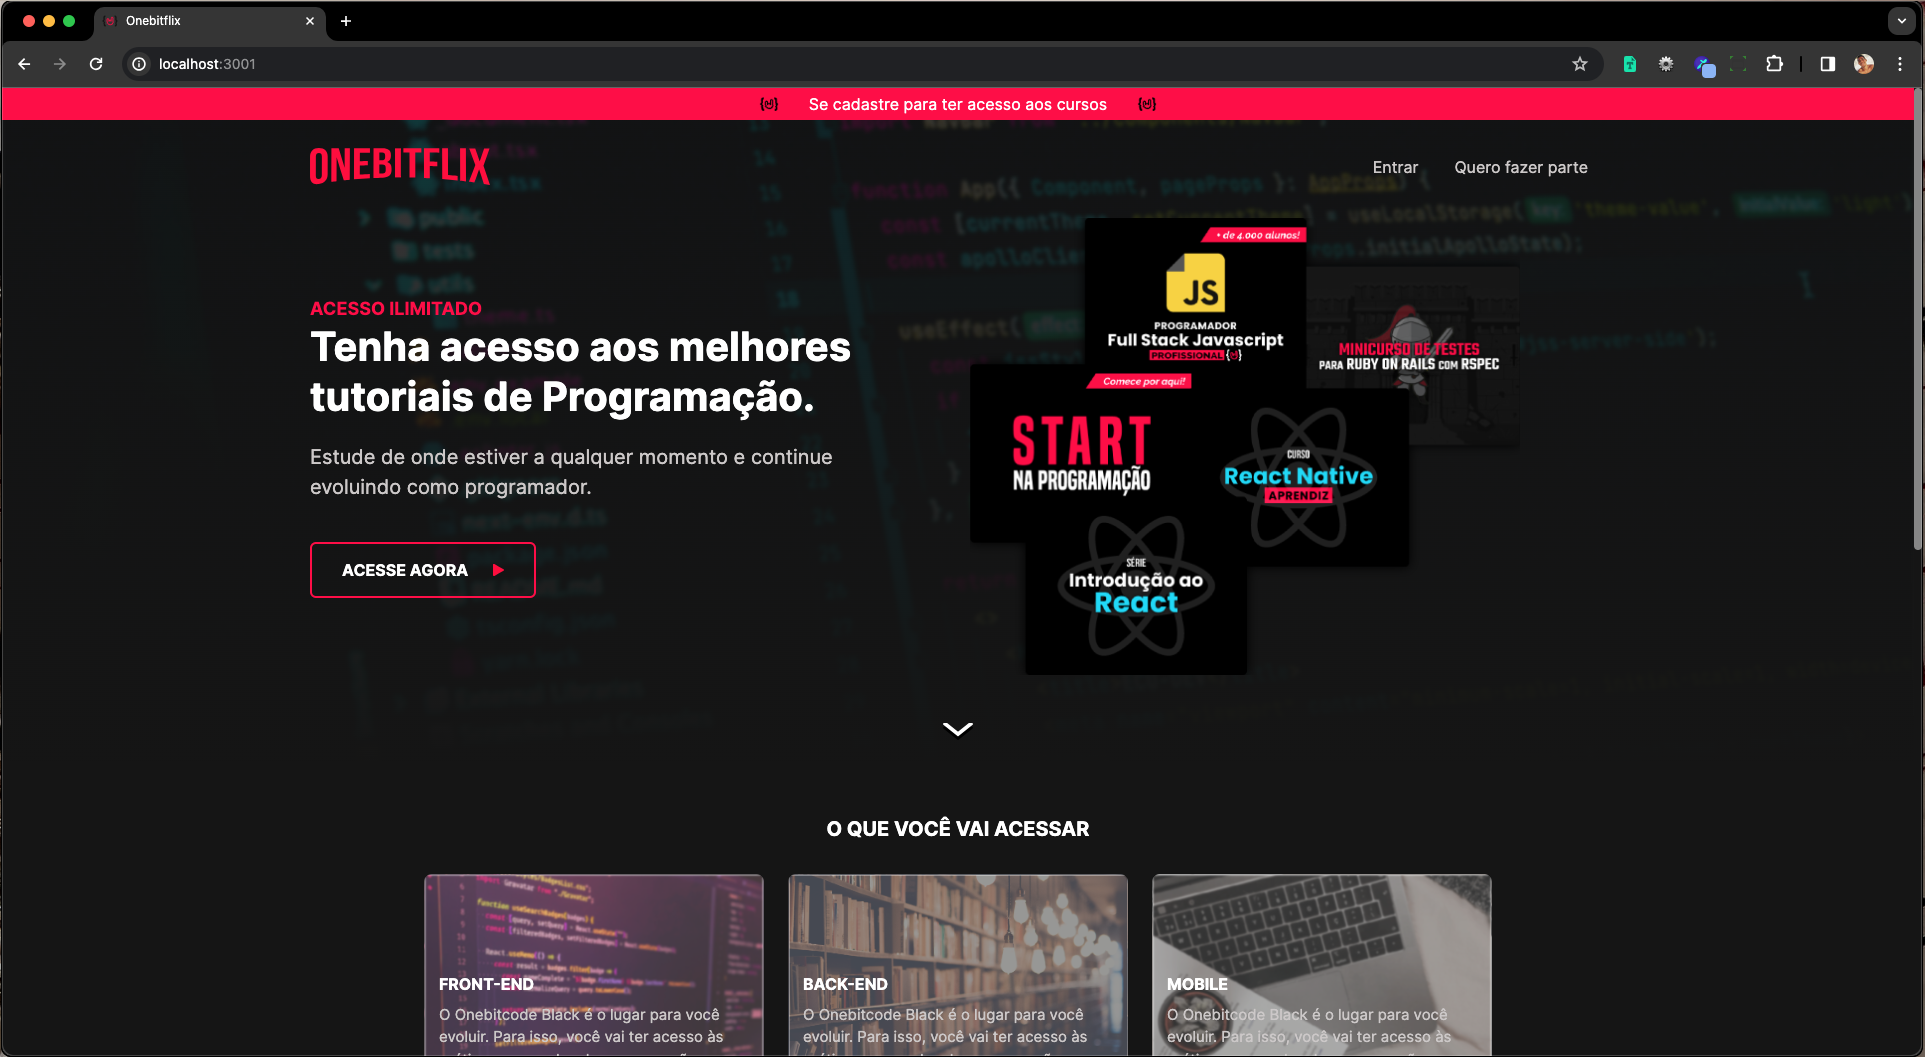 Onebitflix
localhost:3001
Se cadastre para ter acesso aos cursos
ONEBITFLIX
Entrar
Quero fazer parte
ACESSO ILIMITADO
Tenha acesso aos melhores
tutoriais de Programação.
Estude de onde estiver a qualquer momento e continue
evoluindo como programador.
ACESSE AGORA
+ de 4.000 alunos!
JS
PROGRAMADOR
Full Stack Javascript
PROFISSIONAL
MINICURSO DE TESTES
PARA RUBY ON RAILS COM RSPEC
Comece por aqui!
START
NA PROGRAMAÇÃO
CURSO
React Native
APRENDIZ
SÉRIE
Introdução ao
React
O QUE VOCÊ VAI ACESSAR
FRONT-END
O Onebitcode Black é o lugar para você
evoluir. Para isso, você vai ter acesso às
BACK-END
O Onebitcode Black é o lugar para você
evoluir. Para isso, você vai ter acesso às
MOBILE
O Onebitcode Black é o lugar para você
evoluir. Para isso, você vai ter acesso às